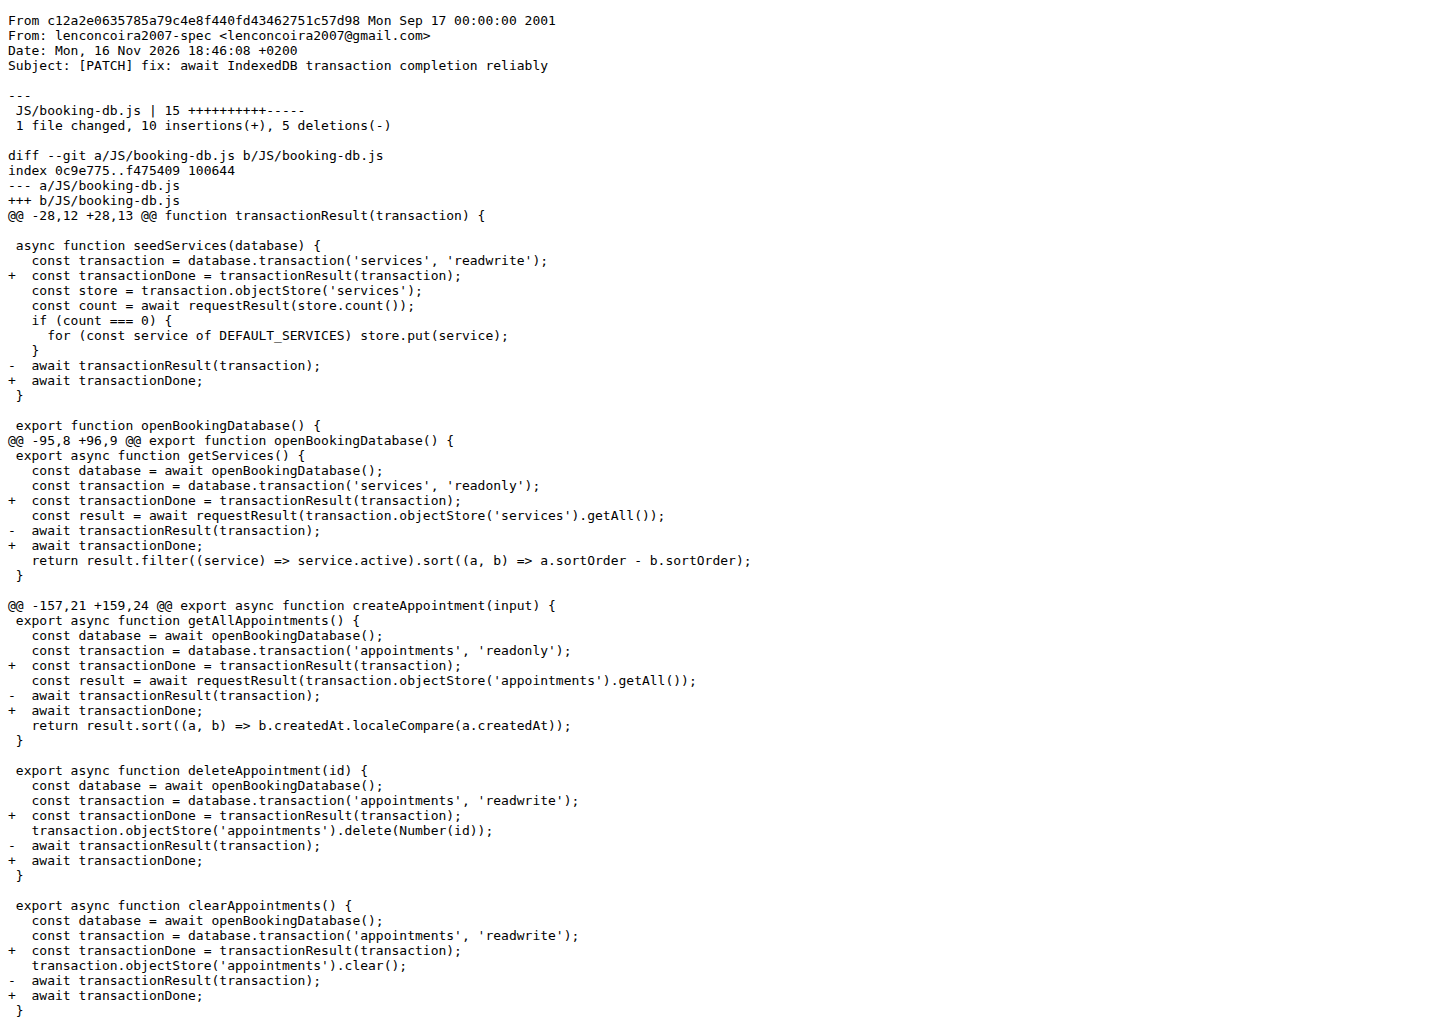 From c12a2e0635785a79c4e8f440fd43462751c57d98 Mon Sep 17 00:00:00 2001
From: lenconcoira2007-spec <lenconcoira2007@gmail.com>
Date: Mon, 16 Nov 2026 18:46:08 +0200
Subject: [PATCH] fix: await IndexedDB transaction completion reliably

---
 JS/booking-db.js | 15 ++++++++++-----
 1 file changed, 10 insertions(+), 5 deletions(-)

diff --git a/JS/booking-db.js b/JS/booking-db.js
index 0c9e775..f475409 100644
--- a/JS/booking-db.js
+++ b/JS/booking-db.js
@@ -28,12 +28,13 @@ function transactionResult(transaction) {
 
 async function seedServices(database) {
   const transaction = database.transaction('services', 'readwrite');
+  const transactionDone = transactionResult(transaction);
   const store = transaction.objectStore('services');
   const count = await requestResult(store.count());
   if (count === 0) {
     for (const service of DEFAULT_SERVICES) store.put(service);
   }
-  await transactionResult(transaction);
+  await transactionDone;
 }
 
 export function openBookingDatabase() {
@@ -95,8 +96,9 @@ export function openBookingDatabase() {
 export async function getServices() {
   const database = await openBookingDatabase();
   const transaction = database.transaction('services', 'readonly');
+  const transactionDone = transactionResult(transaction);
   const result = await requestResult(transaction.objectStore('services').getAll());
-  await transactionResult(transaction);
+  await transactionDone;
   return result.filter((service) => service.active).sort((a, b) => a.sortOrder - b.sortOrder);
 }
 
@@ -157,21 +159,24 @@ export async function createAppointment(input) {
 export async function getAllAppointments() {
   const database = await openBookingDatabase();
   const transaction = database.transaction('appointments', 'readonly');
+  const transactionDone = transactionResult(transaction);
   const result = await requestResult(transaction.objectStore('appointments').getAll());
-  await transactionResult(transaction);
+  await transactionDone;
   return result.sort((a, b) => b.createdAt.localeCompare(a.createdAt));
 }
 
 export async function deleteAppointment(id) {
   const database = await openBookingDatabase();
   const transaction = database.transaction('appointments', 'readwrite');
+  const transactionDone = transactionResult(transaction);
   transaction.objectStore('appointments').delete(Number(id));
-  await transactionResult(transaction);
+  await transactionDone;
 }
 
 export async function clearAppointments() {
   const database = await openBookingDatabase();
   const transaction = database.transaction('appointments', 'readwrite');
+  const transactionDone = transactionResult(transaction);
   transaction.objectStore('appointments').clear();
-  await transactionResult(transaction);
+  await transactionDone;
 }